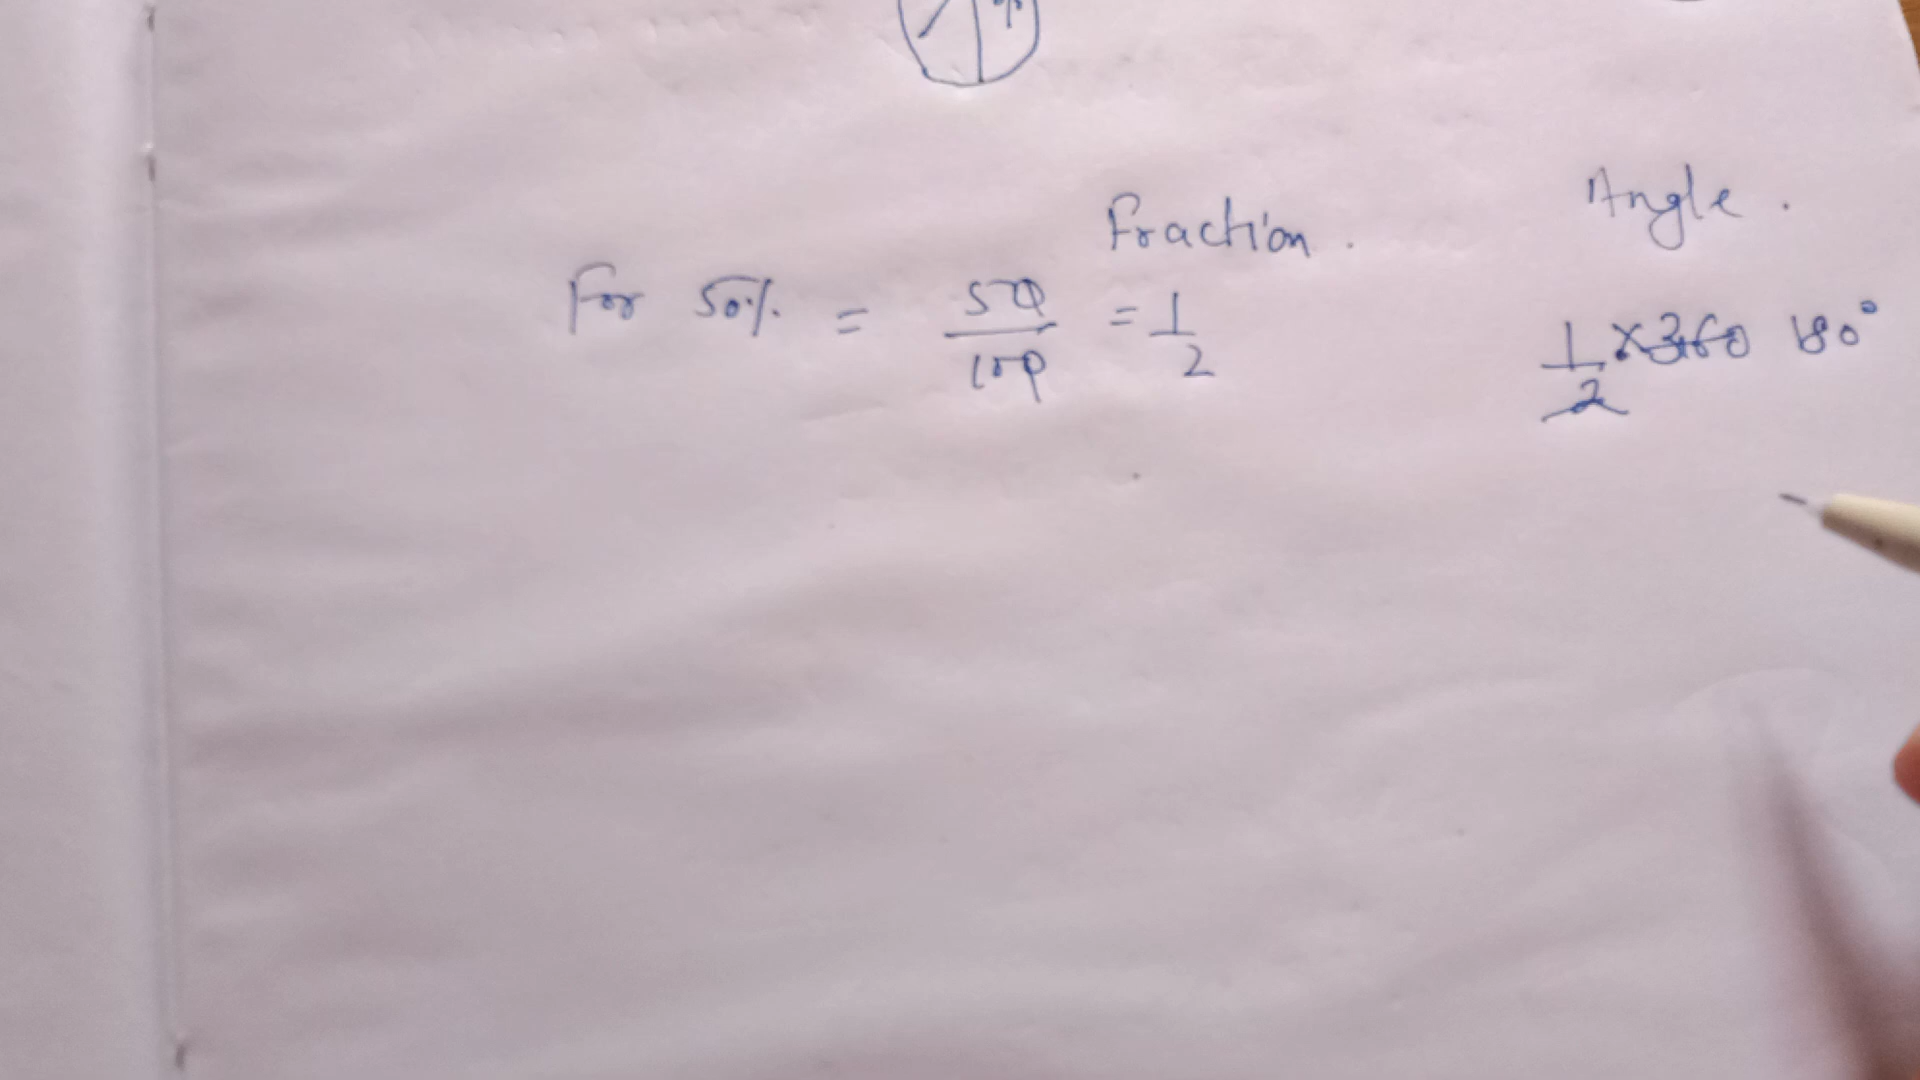 %
Fraction. Angle.
For 50% = 50/100 = 1/2 1/2 × 360 180°